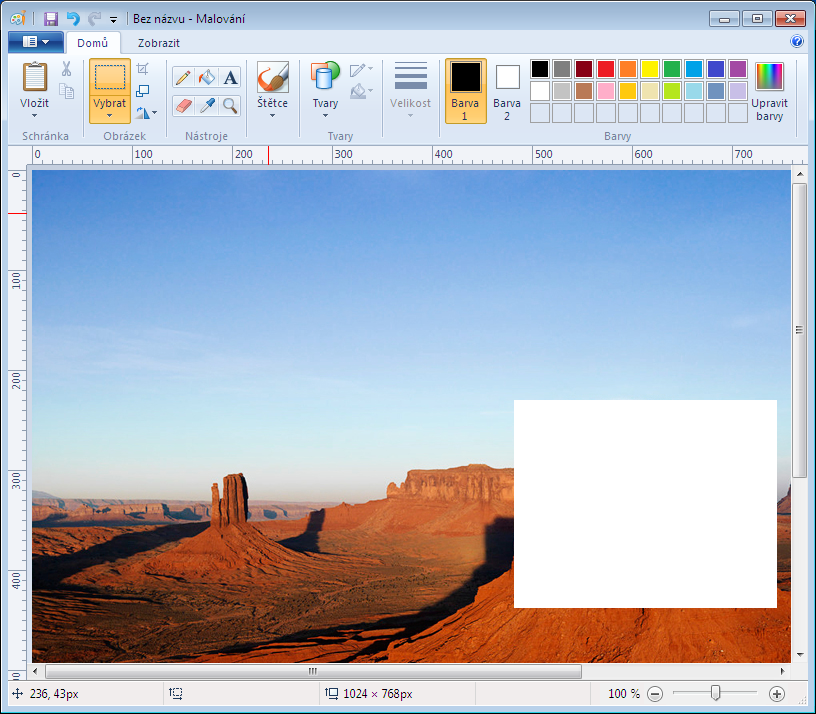 Bez názvu - Malování
Domů Zobrazit
Vložit
Vybrat
A
Štětce
Tvary
Velikost
Barva 1
Barva 2
Upravit barvy
Schránka Obrázek Nástroje Tvary Barvy
0 100 200 300 400 500 600 700
0
100
200
300
400
236, 43px 1024 × 768px 100 %